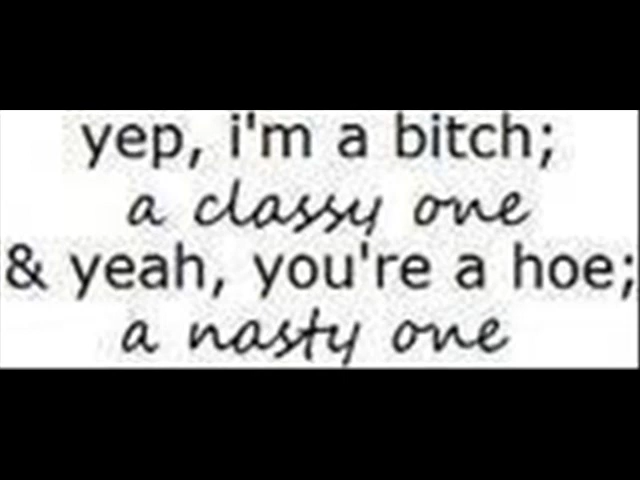 yep, i'm a bitch;
a classy one
& yeah, you're a hoe;
a nasty one